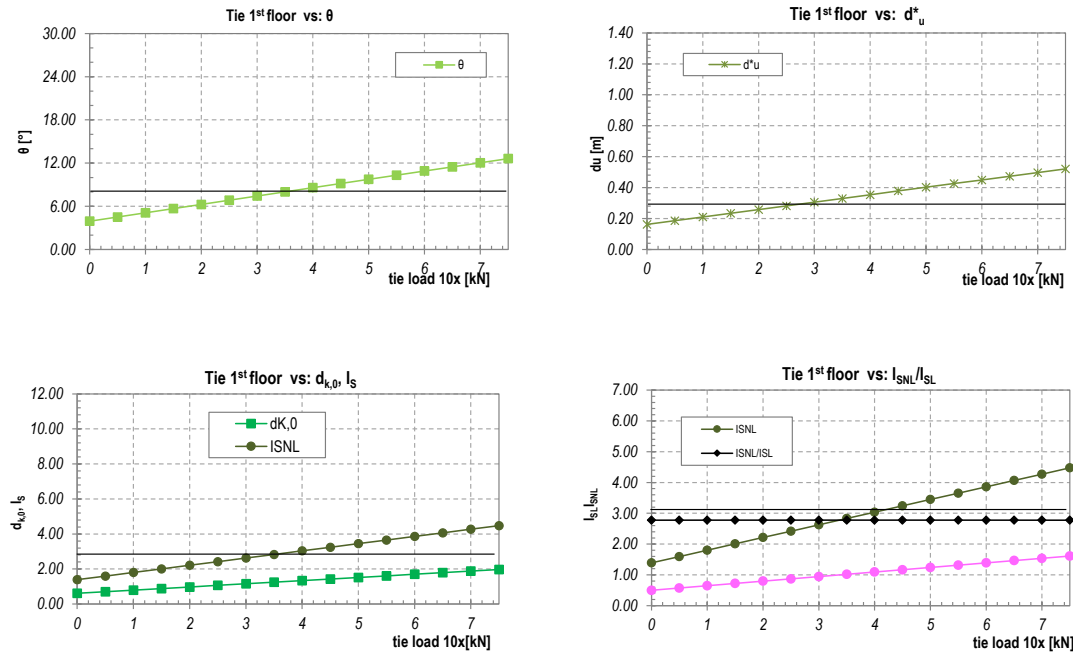 Tie 1st floor vs: θ
30.00
24.00
18.00
12.00
6.00
0.00
θ [°]
θ
0 1 2 3 4 5 6 7
tie load 10x [kN]
Tie 1st floor vs: d*u
1.40
1.20
1.00
0.80
0.60
0.40
0.20
0.00
du [m]
d*u
0 1 2 3 4 5 6 7
tie load 10x [kN]
Tie 1st floor vs: dk,0, IS
12.00
10.00
8.00
6.00
4.00
2.00
0.00
dk,0, IS
dK,0
ISNL
0 1 2 3 4 5 6 7
tie load 10x[kN]
Tie 1st floor vs: ISNL/ISL
7.00
6.00
5.00
4.00
3.00
2.00
1.00
0.00
ISL,ISNL
ISNL
ISNL/ISL
0 1 2 3 4 5 6 7
tie load 10x [kN]